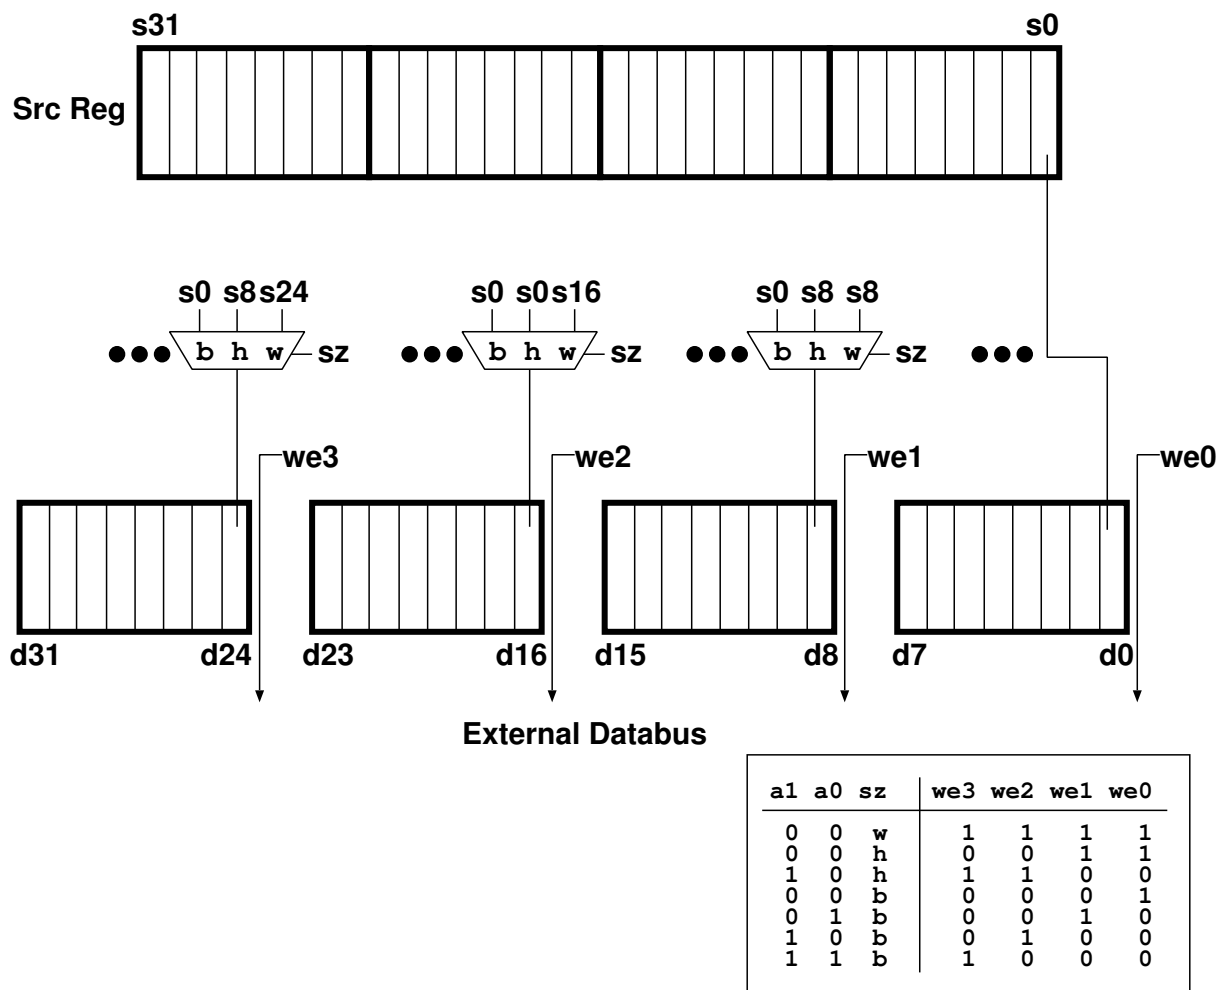 s31 s0
Src Reg
s0 s8 s24 s0 s0 s16 s0 s8 s8
b h w sz b h w sz b h w sz
we3 we2 we1 we0
d31 d24 d23 d16 d15 d8 d7 d0
External Databus
a1 a0 sz we3 we2 we1 we0
0 0 w 1 1 1 1
0 0 h 0 0 1 1
1 0 h 1 1 0 0
0 0 b 0 0 0 1
0 1 b 0 0 1 0
1 0 b 0 1 0 0
1 1 b 1 0 0 0